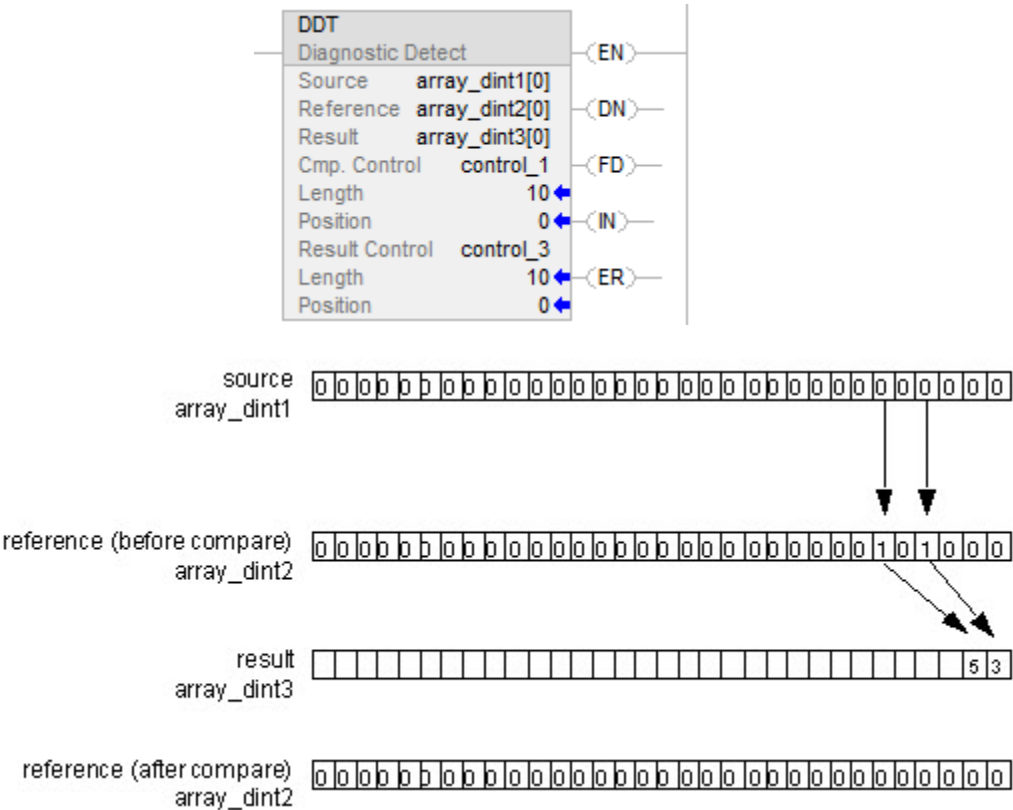 DDT
Diagnostic Detect (EN)
Source array_dint1[0]
Reference array_dint2[0] (DN)
Result array_dint3[0]
Cmp. Control control_1 (FD)
Length 10
Position 0 (IN)
Result Control control_3
Length 10 (ER)
Position 0
source 0 0 0 0 0 0 0 0 0 0 0 0 0 0 0 0 0 0 0 0 0 0 0 0 0 0 0 0 0 0 0 0
array_dint1
reference (before compare) 0 0 0 0 0 0 0 0 0 0 0 0 0 0 0 0 0 0 0 0 0 0 0 0 0 0 1 0 1 0 0 0
array_dint2
result 5 3
array_dint3
reference (after compare) 0 0 0 0 0 0 0 0 0 0 0 0 0 0 0 0 0 0 0 0 0 0 0 0 0 0 0 0 0 0 0 0
array_dint2